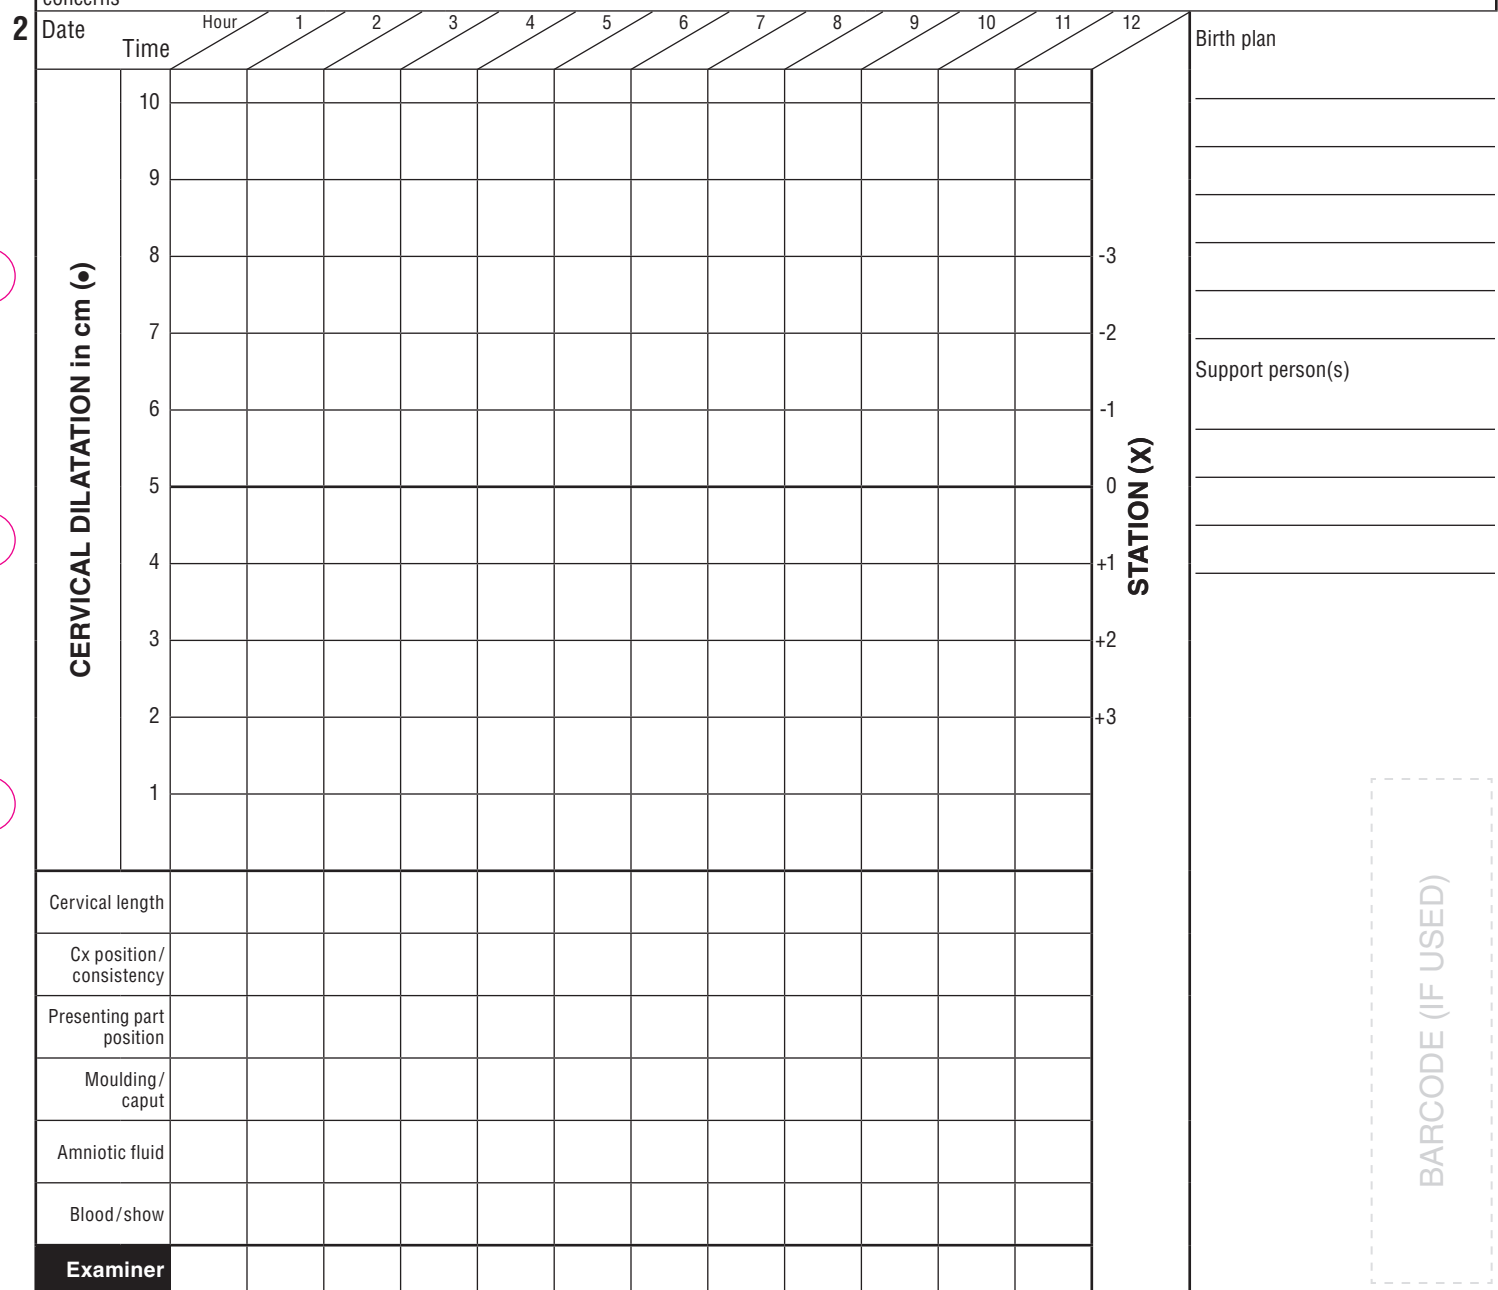 concerns
2
Date
Time
Hour 1 2 3 4 5 6 7 8 9 10 11 12
CERVICAL DILATATION in cm (●)
10
9
8
7
6
5
4
3
2
1
-3
-2
-1
0
+1
+2
+3
STATION (X)
Cervical length
Cx position/
consistency
Presenting part
position
Moulding/
caput
Amniotic fluid
Blood/show
Examiner
Birth plan
Support person(s)
BARCODE (IF USED)